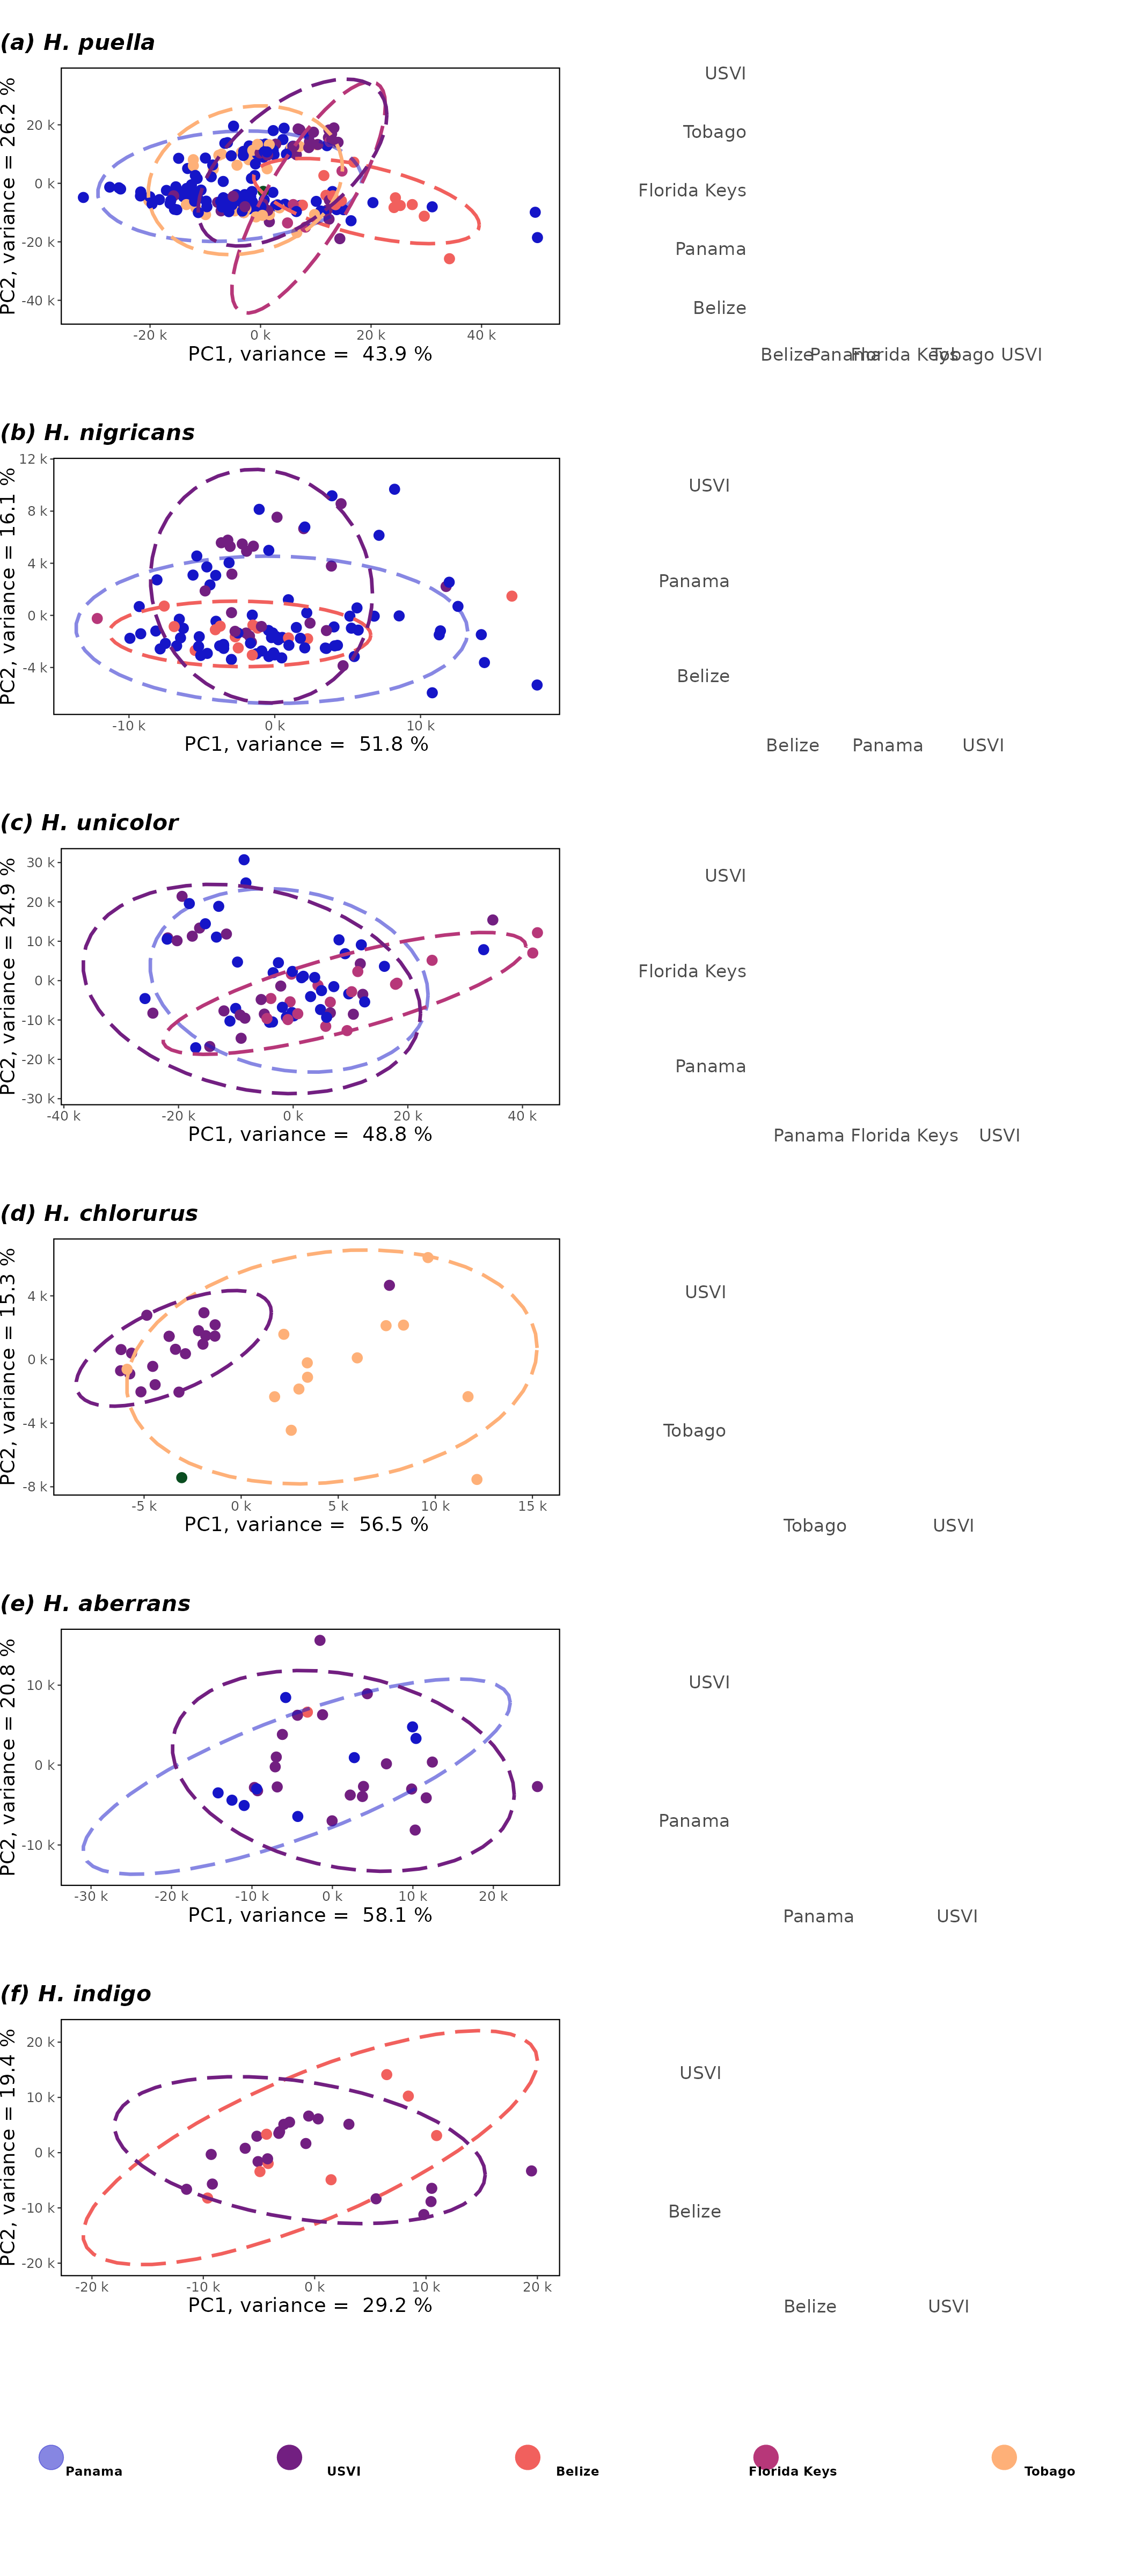 (a) H. puella
PC2, variance = 26.2 %
20 k
0 k
-20 k
-40 k
-20 k 0 k 20 k 40 k
PC1, variance = 43.9 %
USVI
Tobago
Florida Keys
Panama
Belize
Belize Panama Florida Keys Tobago USVI
(b) H. nigricans
PC2, variance = 16.1 %
12 k
8 k
4 k
0 k
-4 k
-10 k 0 k 10 k
PC1, variance = 51.8 %
USVI
Panama
Belize
Belize Panama USVI
(c) H. unicolor
PC2, variance = 24.9 %
30 k
20 k
10 k
0 k
-10 k
-20 k
-30 k
-40 k -20 k 0 k 20 k 40 k
PC1, variance = 48.8 %
USVI
Florida Keys
Panama
Panama Florida Keys USVI
(d) H. chlorurus
PC2, variance = 15.3 %
4 k
0 k
-4 k
-8 k
-5 k 0 k 5 k 10 k 15 k
PC1, variance = 56.5 %
USVI
Tobago
Tobago USVI
(e) H. aberrans
PC2, variance = 20.8 %
10 k
0 k
-10 k
-30 k -20 k -10 k 0 k 10 k 20 k
PC1, variance = 58.1 %
USVI
Panama
Panama USVI
(f) H. indigo
PC2, variance = 19.4 %
20 k
10 k
0 k
-10 k
-20 k
-20 k -10 k 0 k 10 k 20 k
PC1, variance = 29.2 %
USVI
Belize
Belize USVI
Panama USVI Belize Florida Keys Tobago